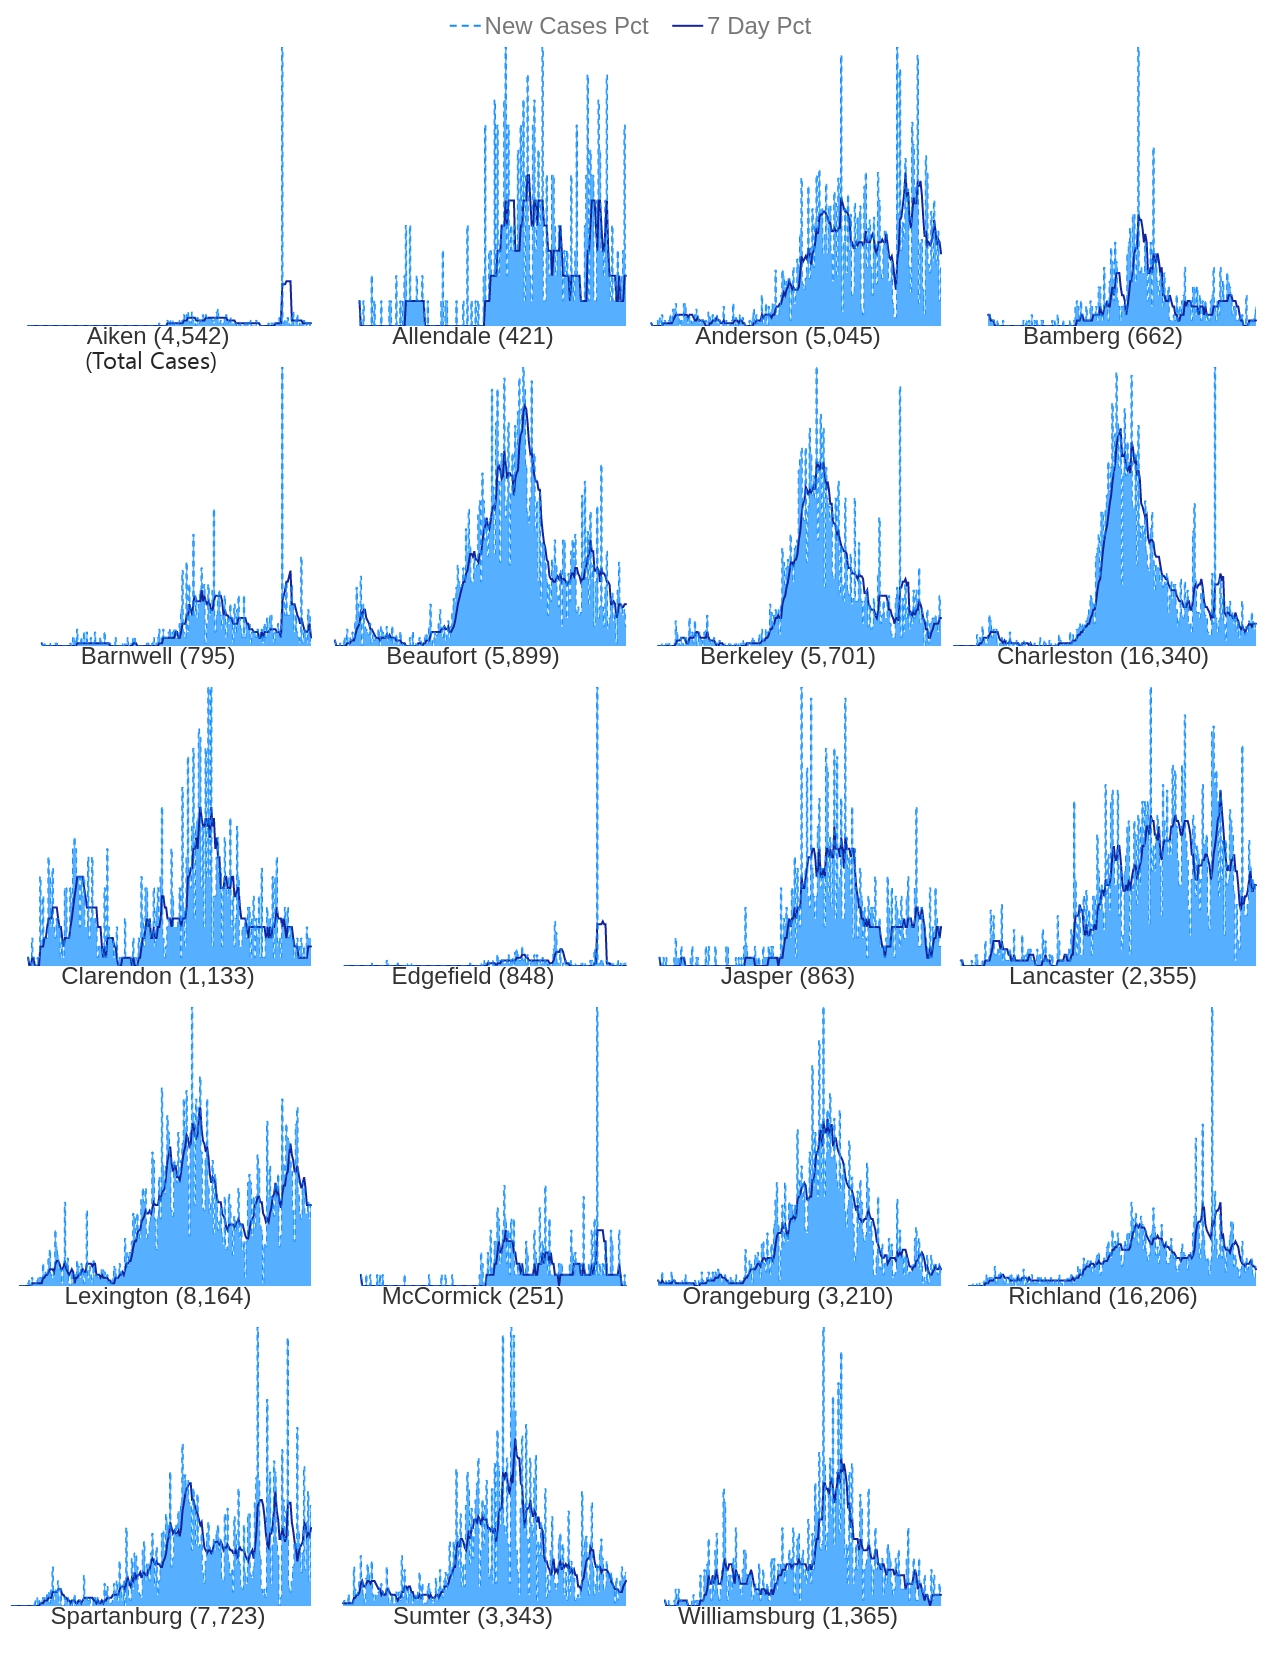 New Cases Pct 7 Day Pct
Aiken (4,542) Allendale (421) Anderson (5,045) Bamberg (662)
(Total Cases)
Barnwell (795) Beaufort (5,899) Berkeley (5,701) Charleston (16,340)
Clarendon (1,133) Edgefield (848) Jasper (863) Lancaster (2,355)
Lexington (8,164) McCormick (251) Orangeburg (3,210) Richland (16,206)
Spartanburg (7,723) Sumter (3,343) Williamsburg (1,365)